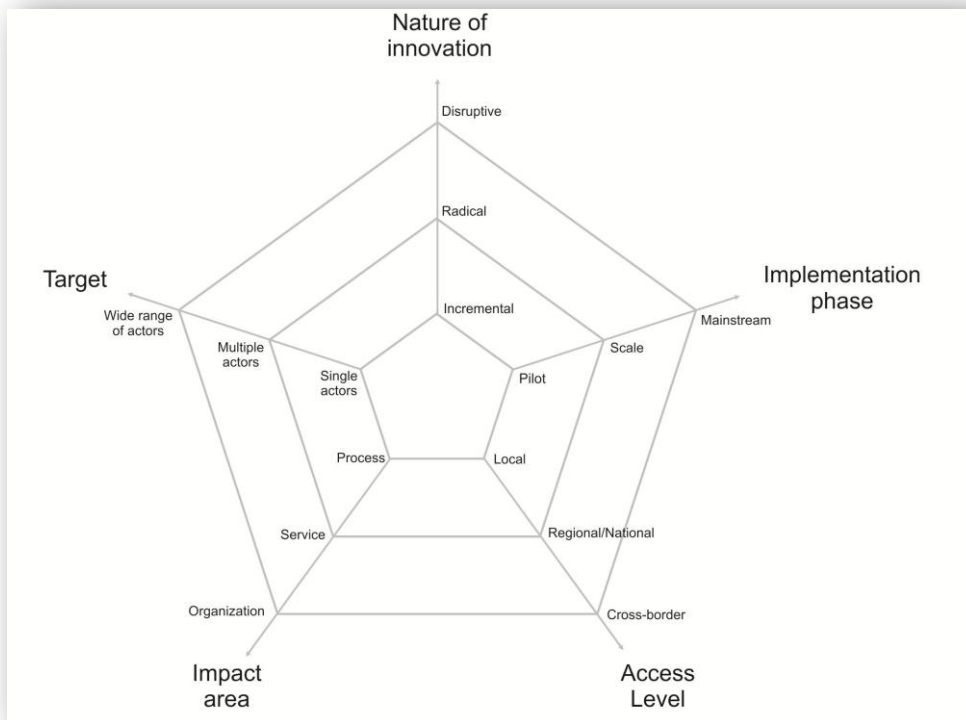 Nature of
innovation
Disruptive
Radical
Incremental
Target
Wide range
of actors
Multiple
actors
Single
actors
Implementation
phase
Mainstream
Scale
Pilot
Process
Local
Service
Regional/National
Organization
Cross-border
Impact
area
Access
Level